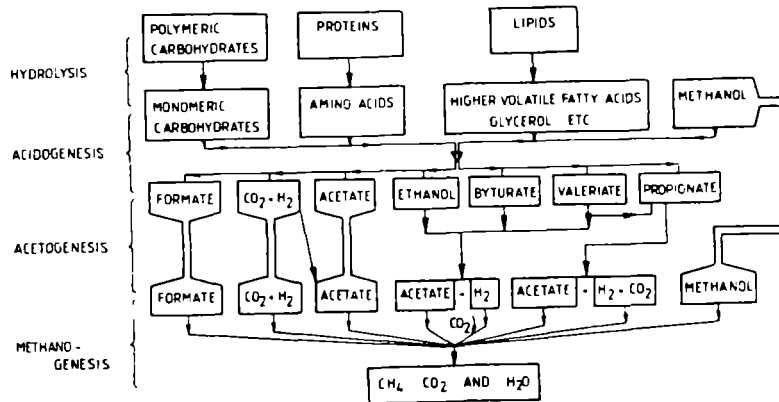 POLYMERIC
CARBOHYDRATES
PROTEINS
LIPIDS
HYDROLYSIS
MONOMERIC
CARBOHYDRATES
AMINO ACIDS
HIGHER VOLATILE FATTY ACIDS
GLYCEROL ETC
METHANOL
ACIDOGENESIS
FORMATE
CO2 + H2
ACETATE
ETHANOL
BYTURATE
VALERIATE
PROPIONATE
ACETOGENESIS
FORMATE
CO2 + H2
ACETATE
ACETATE + H2
CO2)
ACETATE + H2 + CO2
METHANOL
METHANO-
GENESIS
CH4 CO2 AND H2O